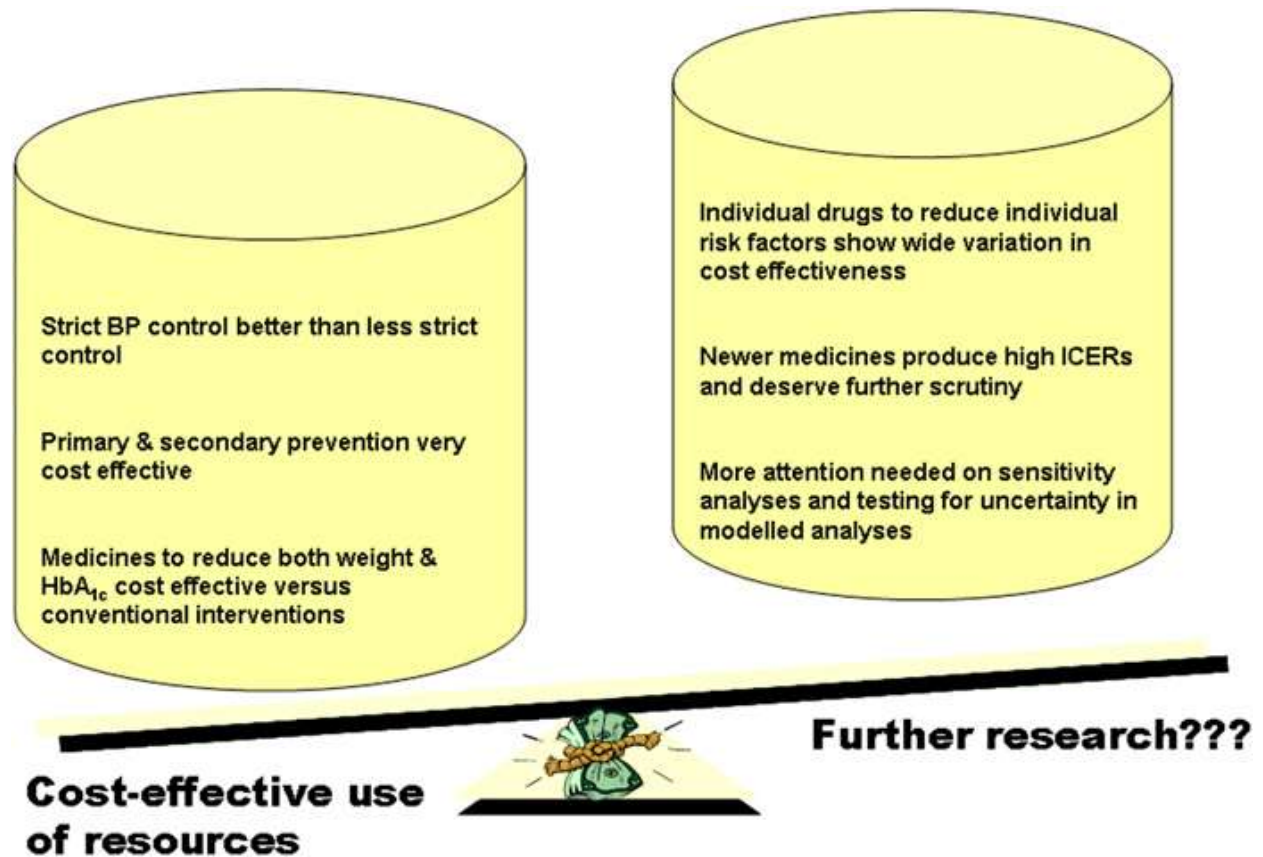 Strict BP control better than less strict
control
Primary & secondary prevention very
cost effective
Medicines to reduce both weight &
HbA1c cost effective versus
conventional interventions
Individual drugs to reduce individual
risk factors show wide variation in
cost effectiveness
Newer medicines produce high ICERs
and deserve further scrutiny
More attention needed on sensitivity
analyses and testing for uncertainty in
modelled analyses
Cost-effective use
of resources
Further research???